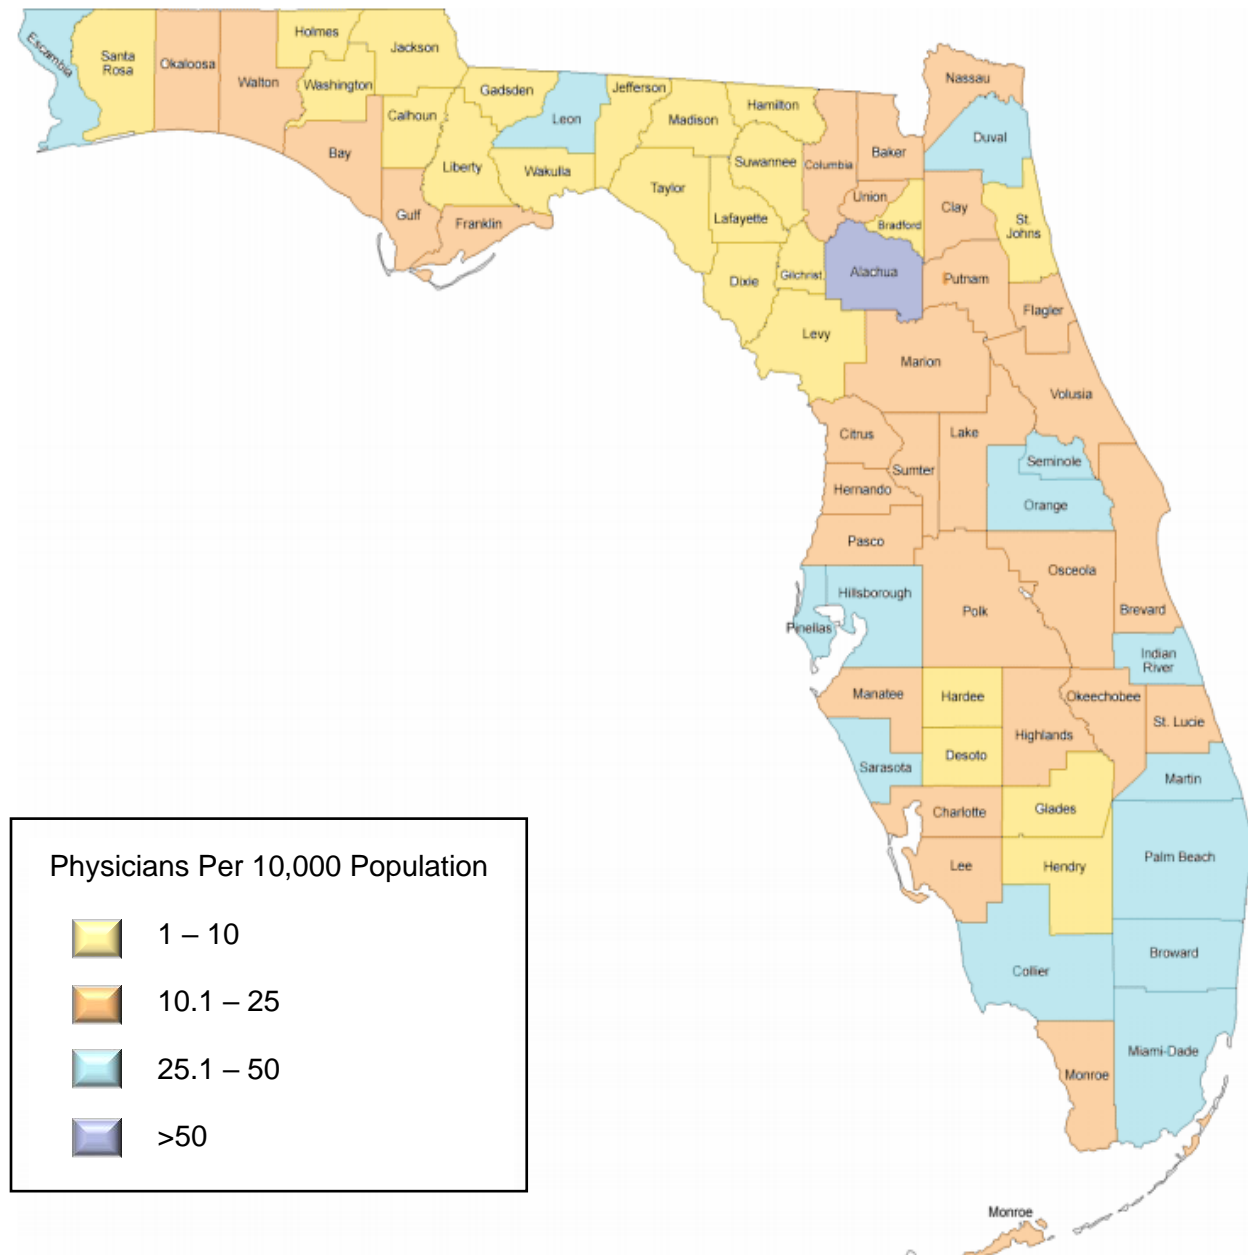 Escambia
Santa
Rosa
Okaloosa
Walton
Holmes
Washington
Jackson
Bay
Calhoun
Gulf
Liberty
Gadsden
Franklin
Leon
Wakulla
Jefferson
Madison
Taylor
Hamilton
Suwannee
Lafayette
Dixie
Columbia
Gilchrist
Levy
Baker
Union
Bradford
Alachua
Nassau
Duval
Clay
St.
Johns
Putnam
Flagler
Marion
Volusia
Citrus
Sumter
Lake
Hernando
Seminole
Orange
Pasco
Osceola
Brevard
Hillsborough
Pinellas
Polk
Indian
River
Manatee
Hardee
Highlands
Okeechobee
St. Lucie
Sarasota
Desoto
Martin
Charlotte
Glades
Lee
Hendry
Palm Beach
Collier
Broward
Miami-Dade
Monroe
Monroe
Physicians Per 10,000 Population
1 – 10
10.1 – 25
25.1 – 50
>50